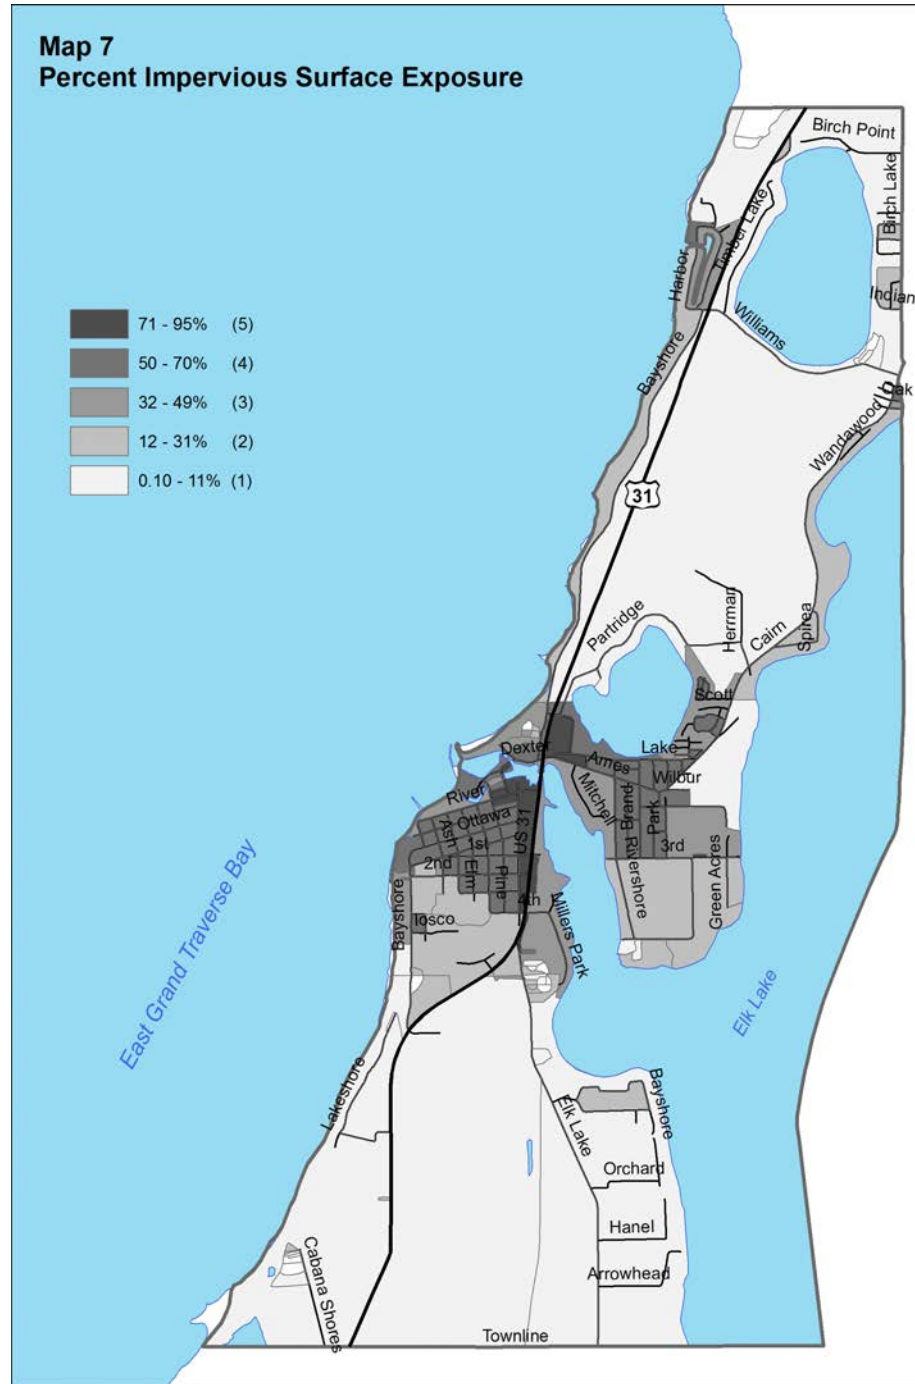 Map 7
Percent Impervious Surface Exposure
Birch Point
Birch Lake
Timber Lake
Harbor
Indian
71 - 95% (5)
50 - 70% (4)
32 - 49% (3)
12 - 31% (2)
0.10 - 11% (1)
Williams
Bayshore
Oak
Wandawood
31
Partridge
Herrman
Cairn
Spirea
Scott
Dexter
Lake
Ames
Wilbur
River
Mitchell
Brand
Park
Ottawa
Ash
US 31
1st
3rd
2nd
Elm
Pine
Rivershore
Green Acres
4th
Bayshore
Iosco
Millers Park
East Grand Traverse Bay
Elk Lake
Lakeshore
Bayshore
Elk Lake
Orchard
Hanel
Arrowhead
Cabana Shores
Townline